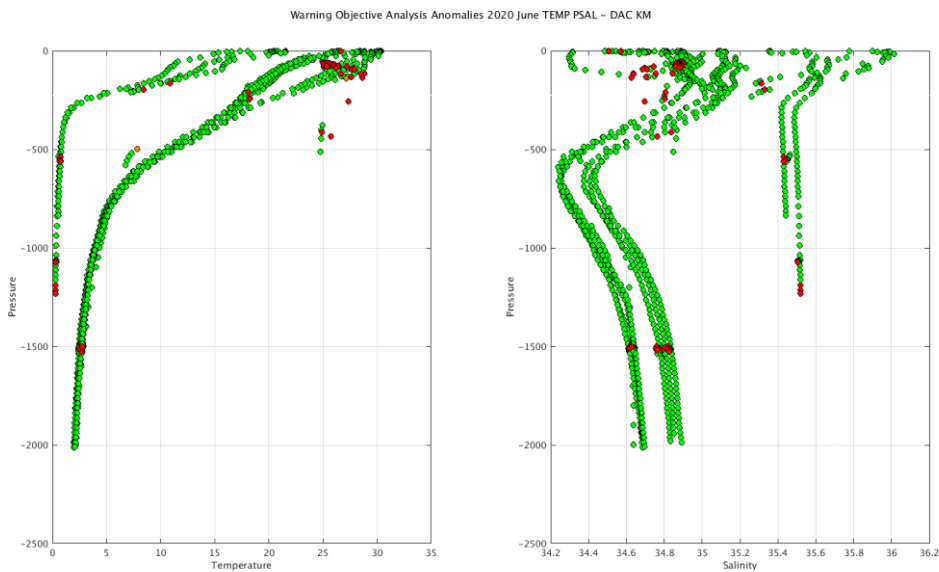 Warning Objective Analysis Anomalies 2020 June TEMP PSAL - DAC KM
0
-500
-1000
-1500
-2000
-2500
Pressure
0 5 10 15 20 25 30 35
Temperature
0
-500
-1000
-1500
-2000
-2500
Pressure
34.2 34.4 34.6 34.8 35 35.2 35.4 35.6 35.8 36 36.2
Salinity